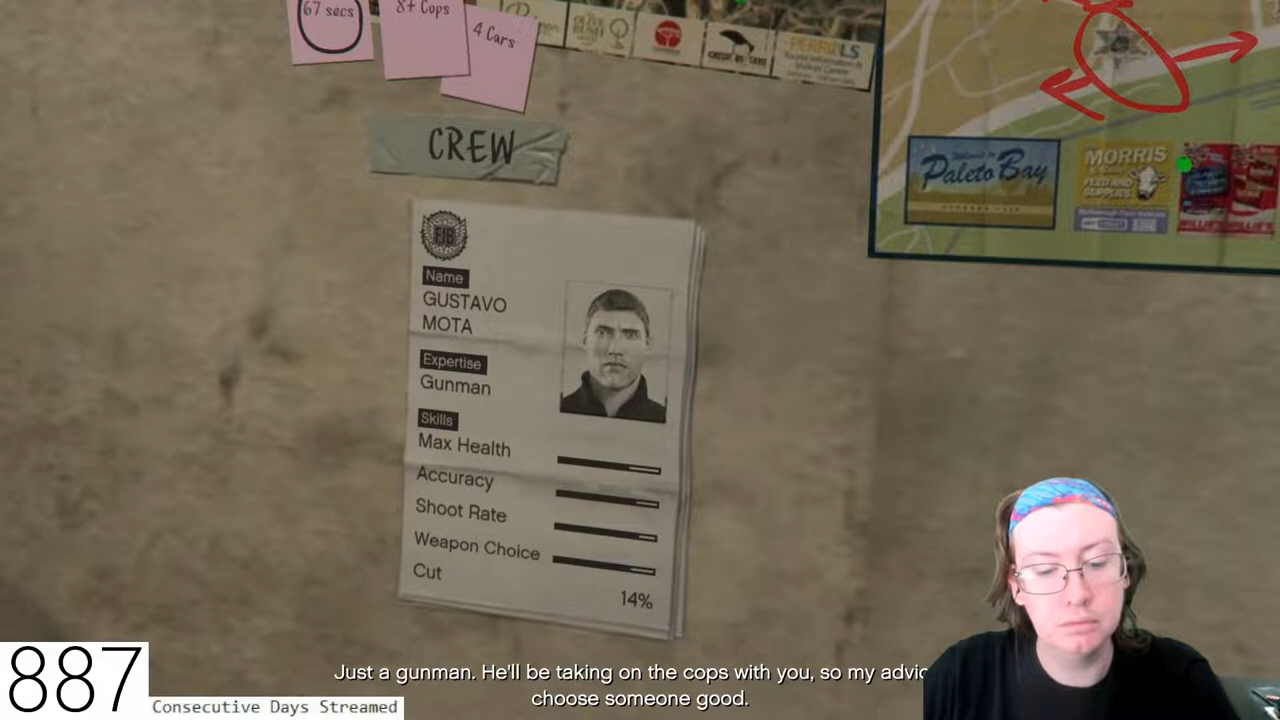 67 secs
8+ Cops
4 Cars
PERRIO LS
CREW
Paleto Bay
MORRIS
FEED AND
SUPPLIES
FIB
Name
GUSTAVO
MOTA
Expertise
Gunman
Skills
Max Health
Accuracy
Shoot Rate
Weapon Choice
Cut
14%
Just a gunman. He'll be taking on the cops with you, so my advic
choose someone good.
887
Consecutive Days Streamed